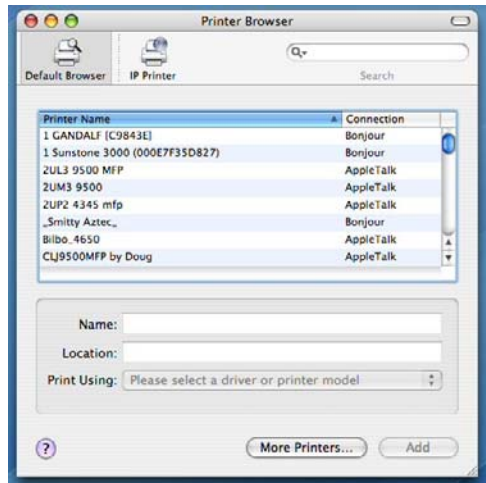 Printer Browser
Default Browser
IP Printer
Search
Printer Name Connection
1 GANDALF [C9843E] Bonjour
1 Sunstone 3000 (000E7F35D827) Bonjour
2UL3 9500 MFP AppleTalk
2UM3 9500 AppleTalk
2UP2 4345 mfp AppleTalk
_Smitty Aztec_ Bonjour
Bilbo_4650 AppleTalk
CLJ9500MFP by Doug AppleTalk
Name:
Location:
Print Using: Please select a driver or printer model
? More Printers... Add